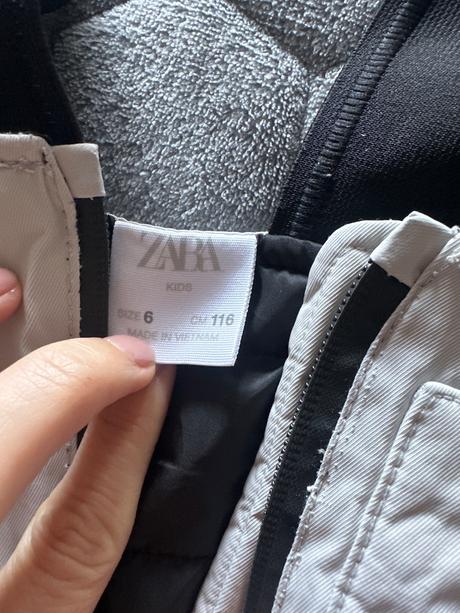 ZARA
KIDS
SIZE 6 CM 116
MADE IN VIETNAM